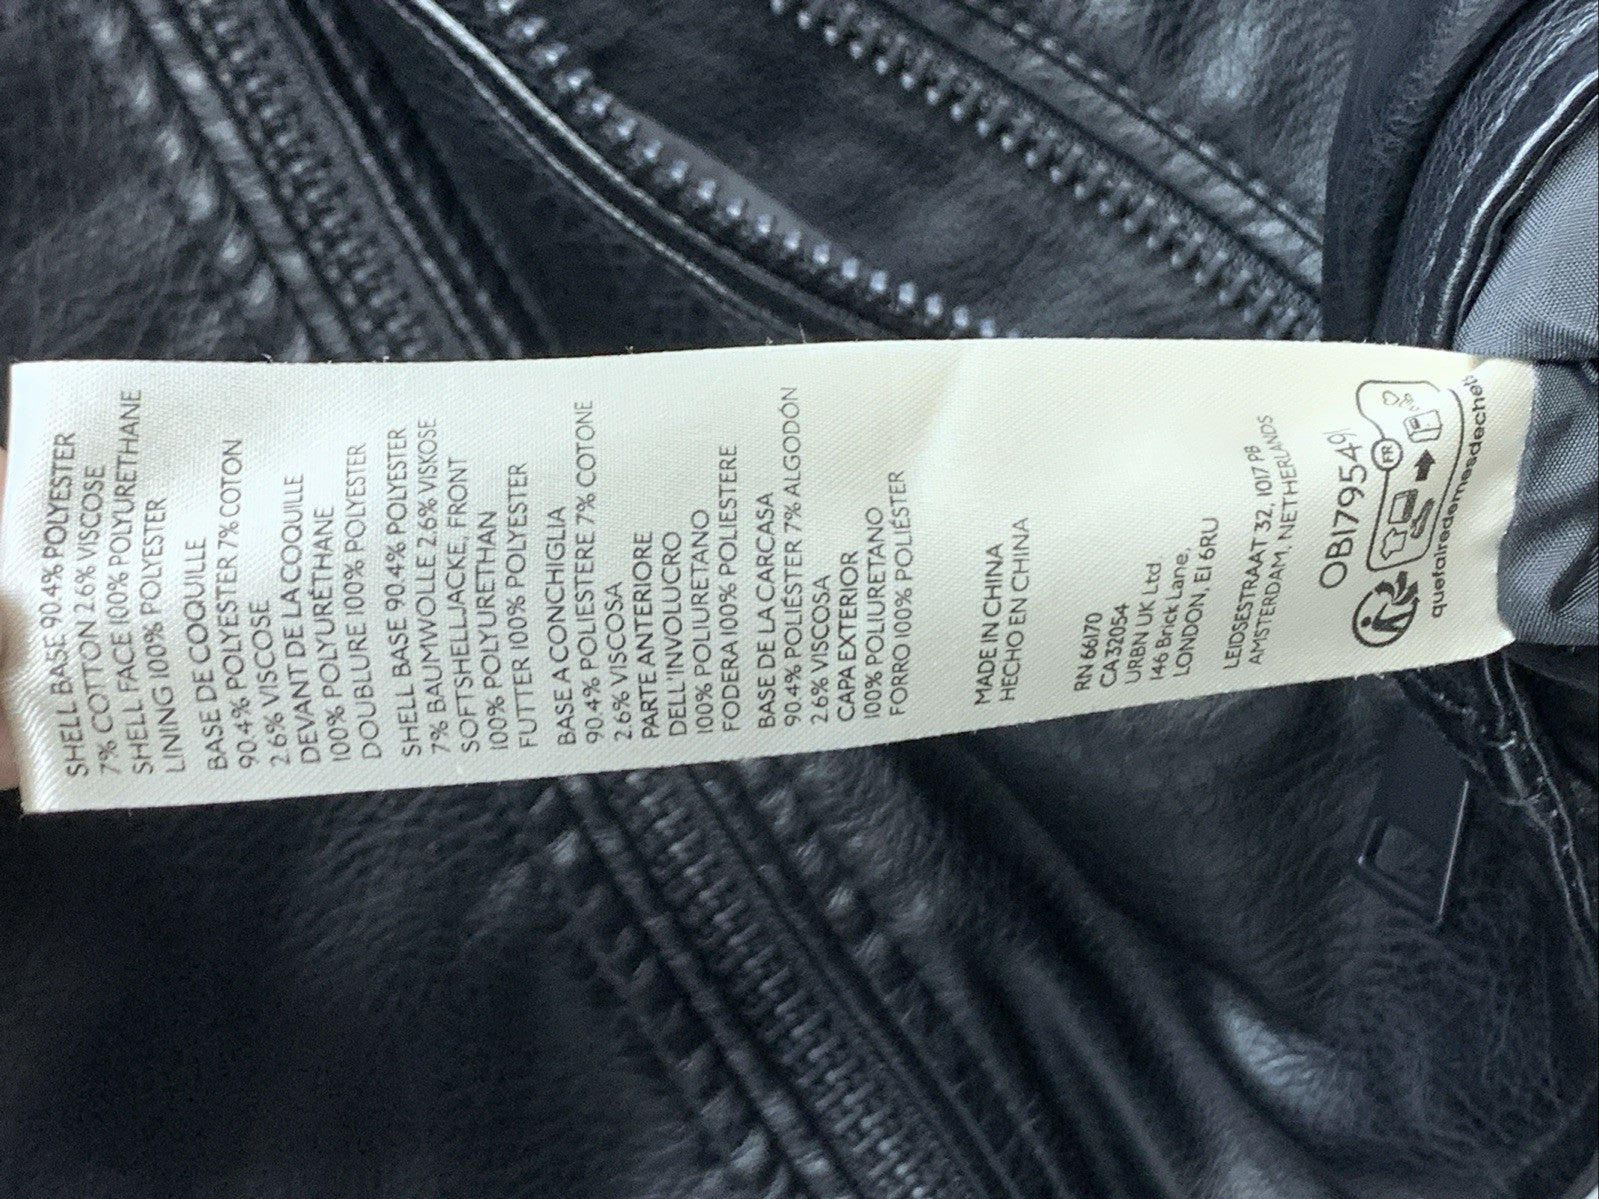 SHELL BASE 90.4% POLYESTER
7% COTTON 2.6% VISCOSE
SHELL FACE 100% POLYURETHANE
LINING 100% POLYESTER
BASE DE COQUILLE
90.4% POLYESTER 7% COTON
2.6% VISCOSE
DEVANT DE LA COQUILLE
100% POLYURÉTHANE
DOUBLURE 100% POLYESTER
SHELL BASE 90.4% POLYESTER
7% BAUMWOLLE 2.6% VISKOSE
SOFTSHELLJACKE, FRONT
100% POLYURETHAN
FUTTER 100% POLYESTER
BASE A CONCHIGLIA
90.4% POLIESTERE 7% COTONE
2.6% VISCOSA
PARTE ANTERIORE
DELL'INVOLUCRO
100% POLIURETANO
FODERA 100% POLIESTERE
BASE DE LA CARCASA
90.4% POLIÉSTER 7% ALGODÓN
2.6% VISCOSA
CAPA EXTERIOR
100% POLIURETANO
FORRO 100% POLIÉSTER
MADE IN CHINA
HECHO EN CHINA
RN 66170
CA 32054
URBN UK Ltd
146 Brick Lane,
LONDON, E1 6RU
LEIDSESTRAAT 32, 1017 PB
AMSTERDAM, NETHERLANDS
OB179549
FR
quefairedemesdechets